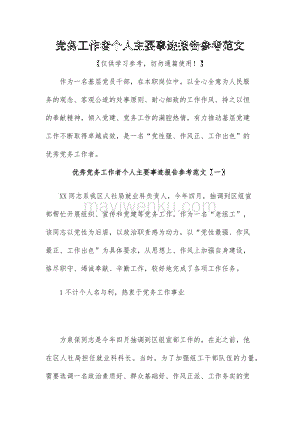 党务工作者个人主要事迹报告参考范文
【仅供学习参考，切勿通篇使用！】
作为一名基层党员干部，在本职岗位中，以全心全意为人民服
务的观念、客观公道的处事原则、耐心细致的工作作风、持之以恒
的奉献精神，倾入党建、党务工作的满腔热情。有力推动基层党建
工作不断取得卓越成效，是一名“党性强、作风正、工作出色”的
优秀党务工作者。
优秀党务工作者个人主要事迹报告参考范文【一】
XX同志系我区人社局就业科负责人，今年四月，抽调到区组宣
部帮忙开展组织、宣传和党建等党务工作。作为一名“老组工”，
该同志以党性为站盾，以政治职责感为动力。以“党性最强、作风
最正、工作出色”为具体要求，从思想上、作风上加强实身建设，
恪尽职守、竭诚奉献、辛勤工作，较好地完成了各项工作任务。
mayiwenku.com
1 不计个人名与利，热衷于党务工作事业
方泉保同志是今年四月抽调到区组宣部工作的。在此之前，他
在区人社局担任就业科科长。当时。为了加强组工干部队伍的力量，
需要选调一名政治素质好、群众基础好、作风正派、工作务实的党